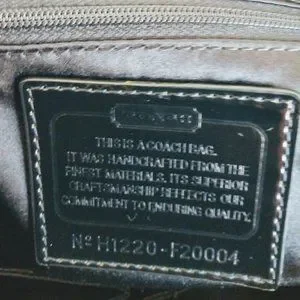 THIS IS A COACH BAG.
IT WAS HANDCRAFTED FROM THE
FINEST MATERIALS. ITS SUPERIOR
CRAFTSMANSHIP REFLECTS OUR
COMMITMENT TO ENDURING QUALITY.
Nº H1220-F20004